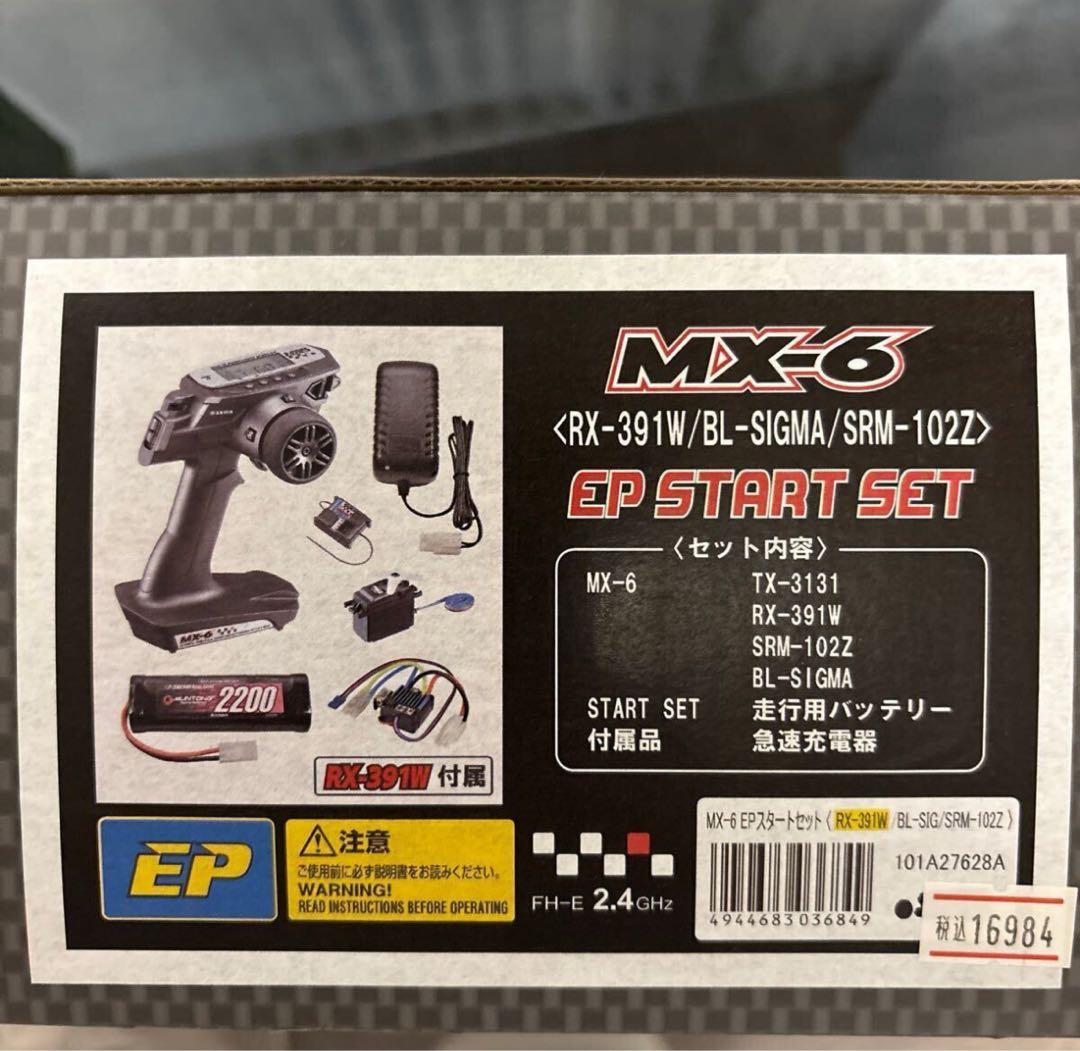 MX-6
<RX-391W/BL-SIGMA/SRM-102Z>
EP START SET
〈セット内容〉
MX-6 TX-3131
RX-391W
SRM-102Z
BL-SIGMA
START SET 走行用バッテリー
付属品 急速充電器
SANWA
MX-6
2200
RX-391W 付属
EP
注意
ご使用前に必ず説明書をお読みください。
WARNING!
READ INSTRUCTIONS BEFORE OPERATING
FH-E 2.4GHz
MX-6 EPスタートセット〈 RX-391W/BL-SIG/SRM-102Z 〉
101A27628A
4944683036849
税込16984